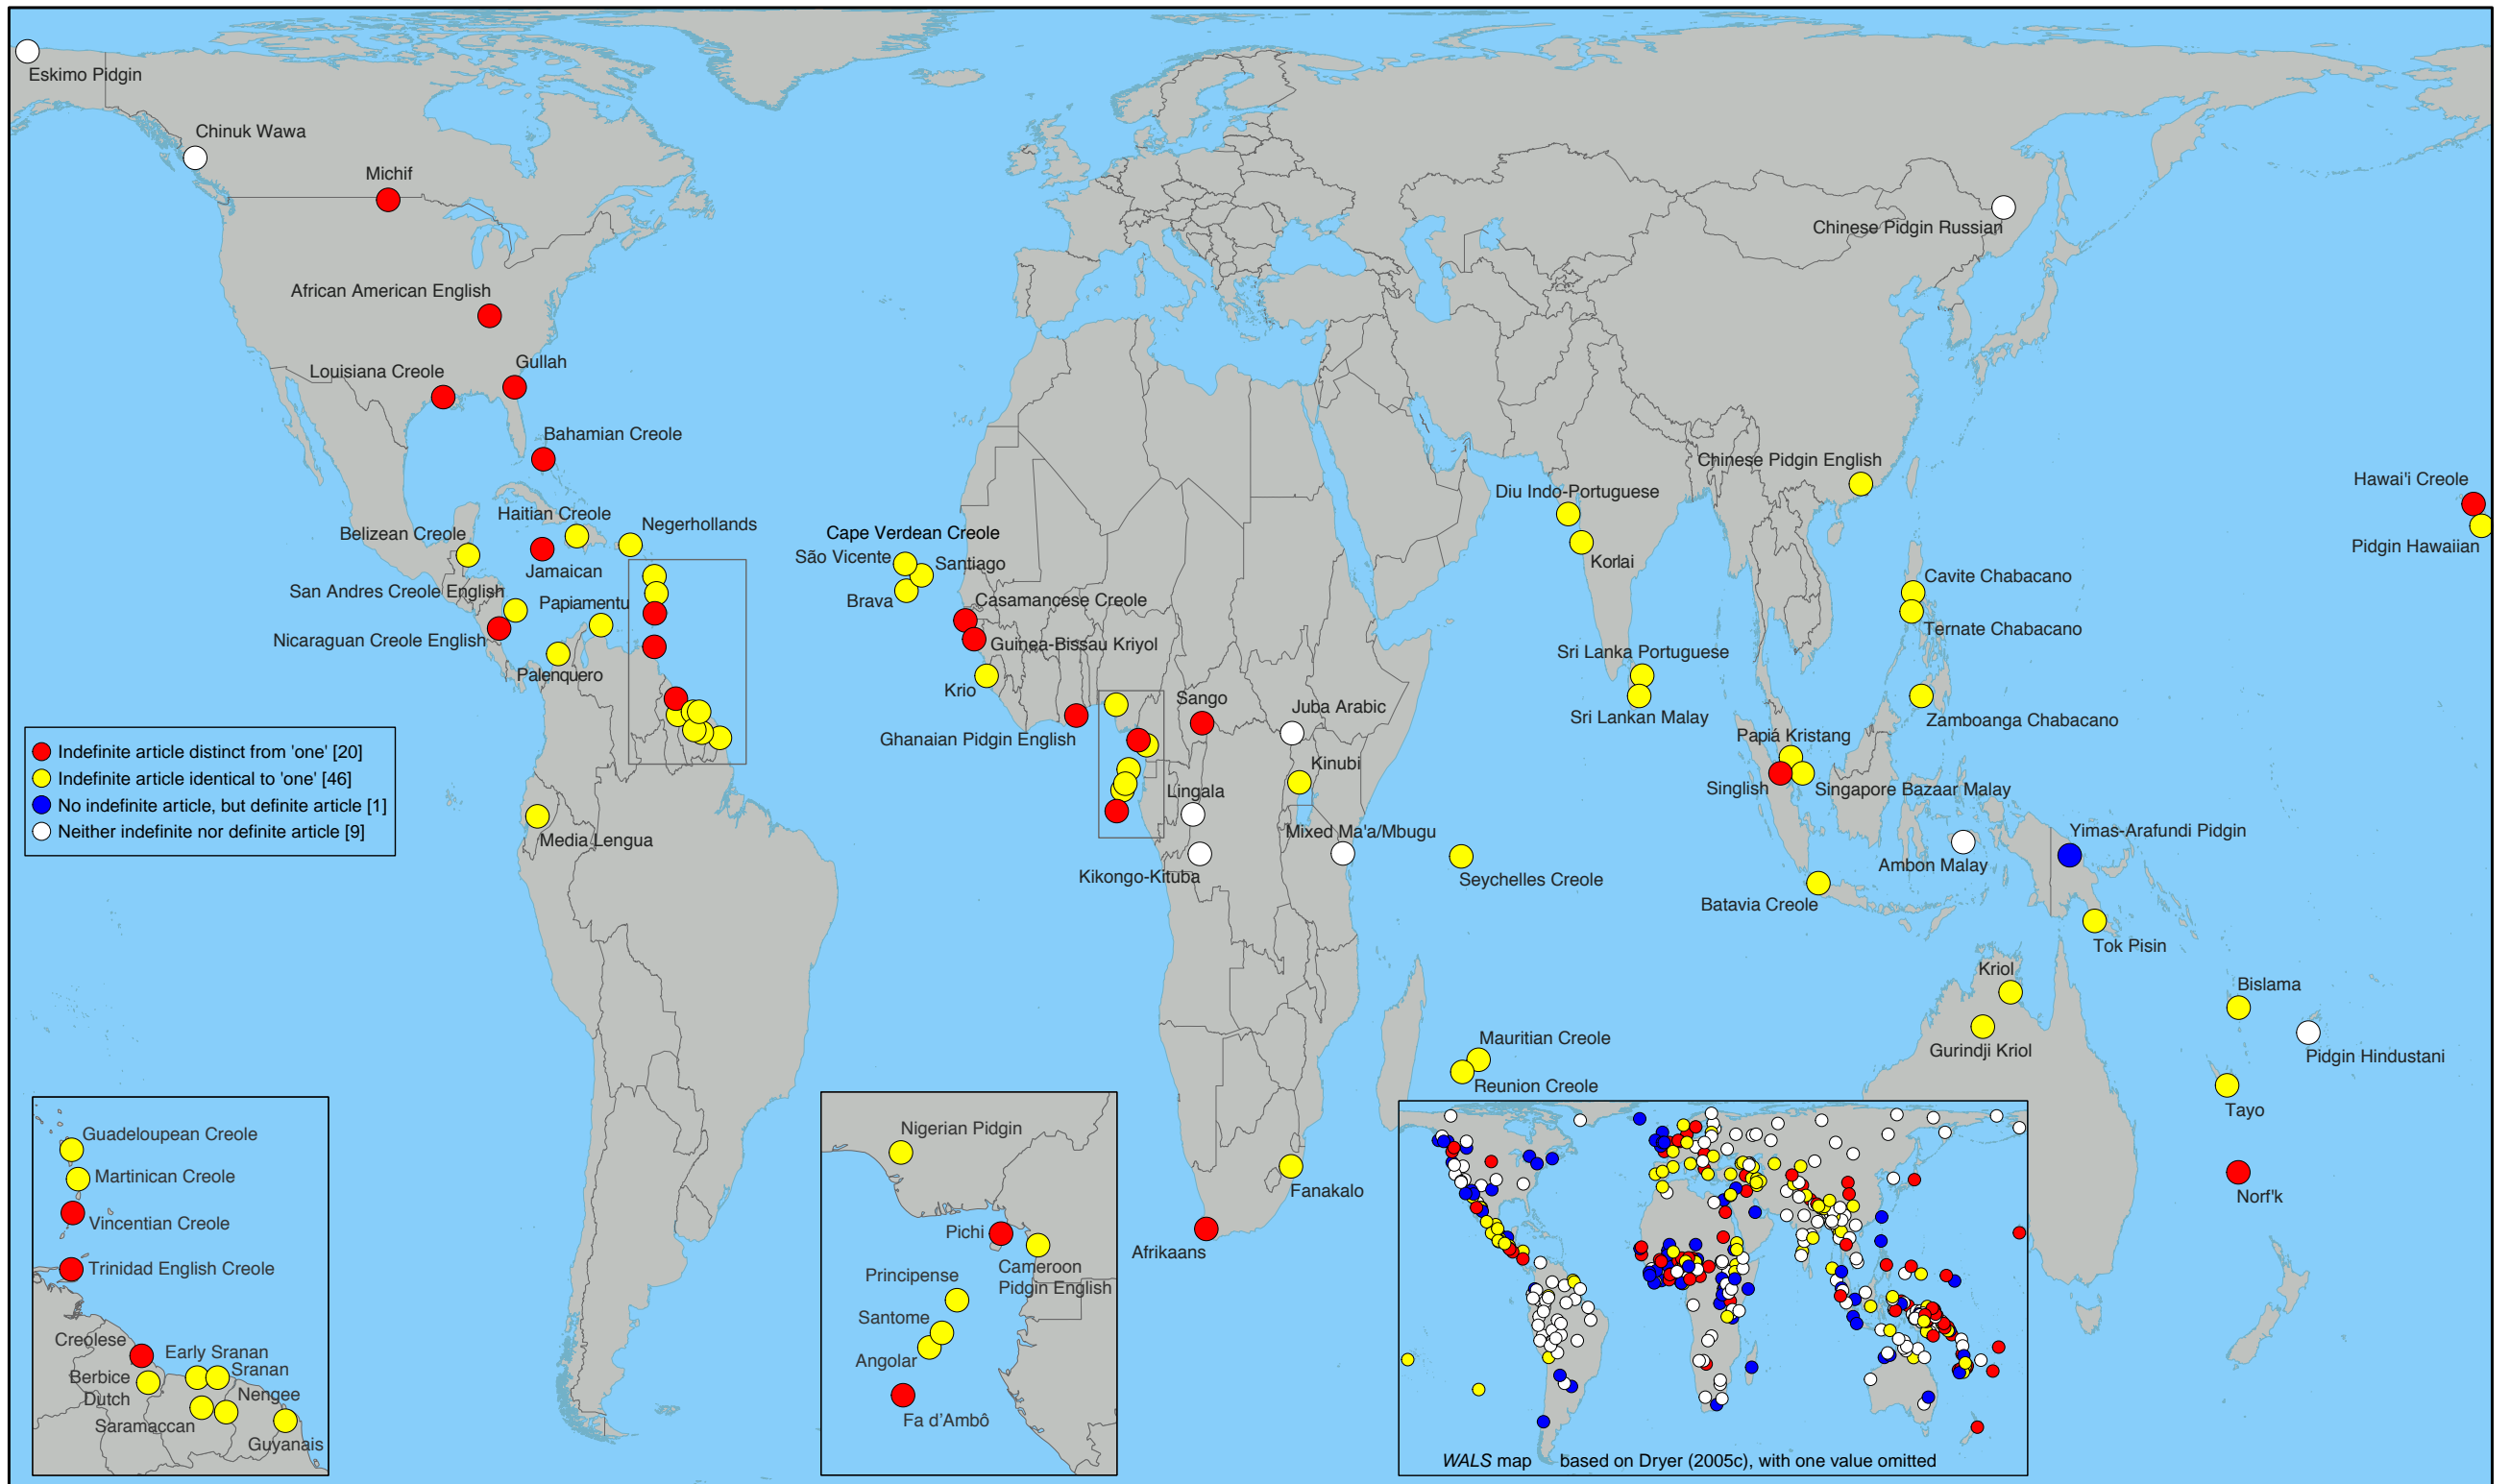 Eskimo Pidgin
Chinuk Wawa
Michif
African American English
Gullah
Louisiana Creole
Bahamian Creole
Haitian Creole
Negerhollands
Belizean Creole
Jamaican
San Andres Creole English
Papiamentu
Nicaraguan Creole English
Palenquero
Media Lengua
Chinese Pidgin Russian
Chinese Pidgin English
Diu Indo-Portuguese
Korlai
Hawai'i Creole
Pidgin Hawaiian
Cape Verdean Creole
São Vicente
Santiago
Brava
Casamancese Creole
Guinea-Bissau Kriyol
Krio
Ghanaian Pidgin English
Sango
Juba Arabic
Kinubi
Lingala
Mixed Ma'a/Mbugu
Kikongo-Kituba
Cavite Chabacano
Ternate Chabacano
Sri Lanka Portuguese
Sri Lankan Malay
Zamboanga Chabacano
Papiá Kristang
Singlish
Singapore Bazaar Malay
Yimas-Arafundi Pidgin
Ambon Malay
Seychelles Creole
Batavia Creole
Tok Pisin
Kriol
Bislama
Gurindji Kriol
Pidgin Hindustani
Mauritian Creole
Reunion Creole
Tayo
Norf'k
Fanakalo
Afrikaans
Indefinite article distinct from 'one' [20]
Indefinite article identical to 'one' [46]
No indefinite article, but definite article [1]
Neither indefinite nor definite article [9]
Guadeloupean Creole
Martinican Creole
Vincentian Creole
Trinidad English Creole
Creolese
Early Sranan
Sranan
Berbice
Dutch
Nengee
Saramaccan
Guyanais
Nigerian Pidgin
Pichi
Cameroon
Pidgin English
Principense
Santome
Angolar
Fa d'Ambô
WALS map based on Dryer (2005c), with one value omitted